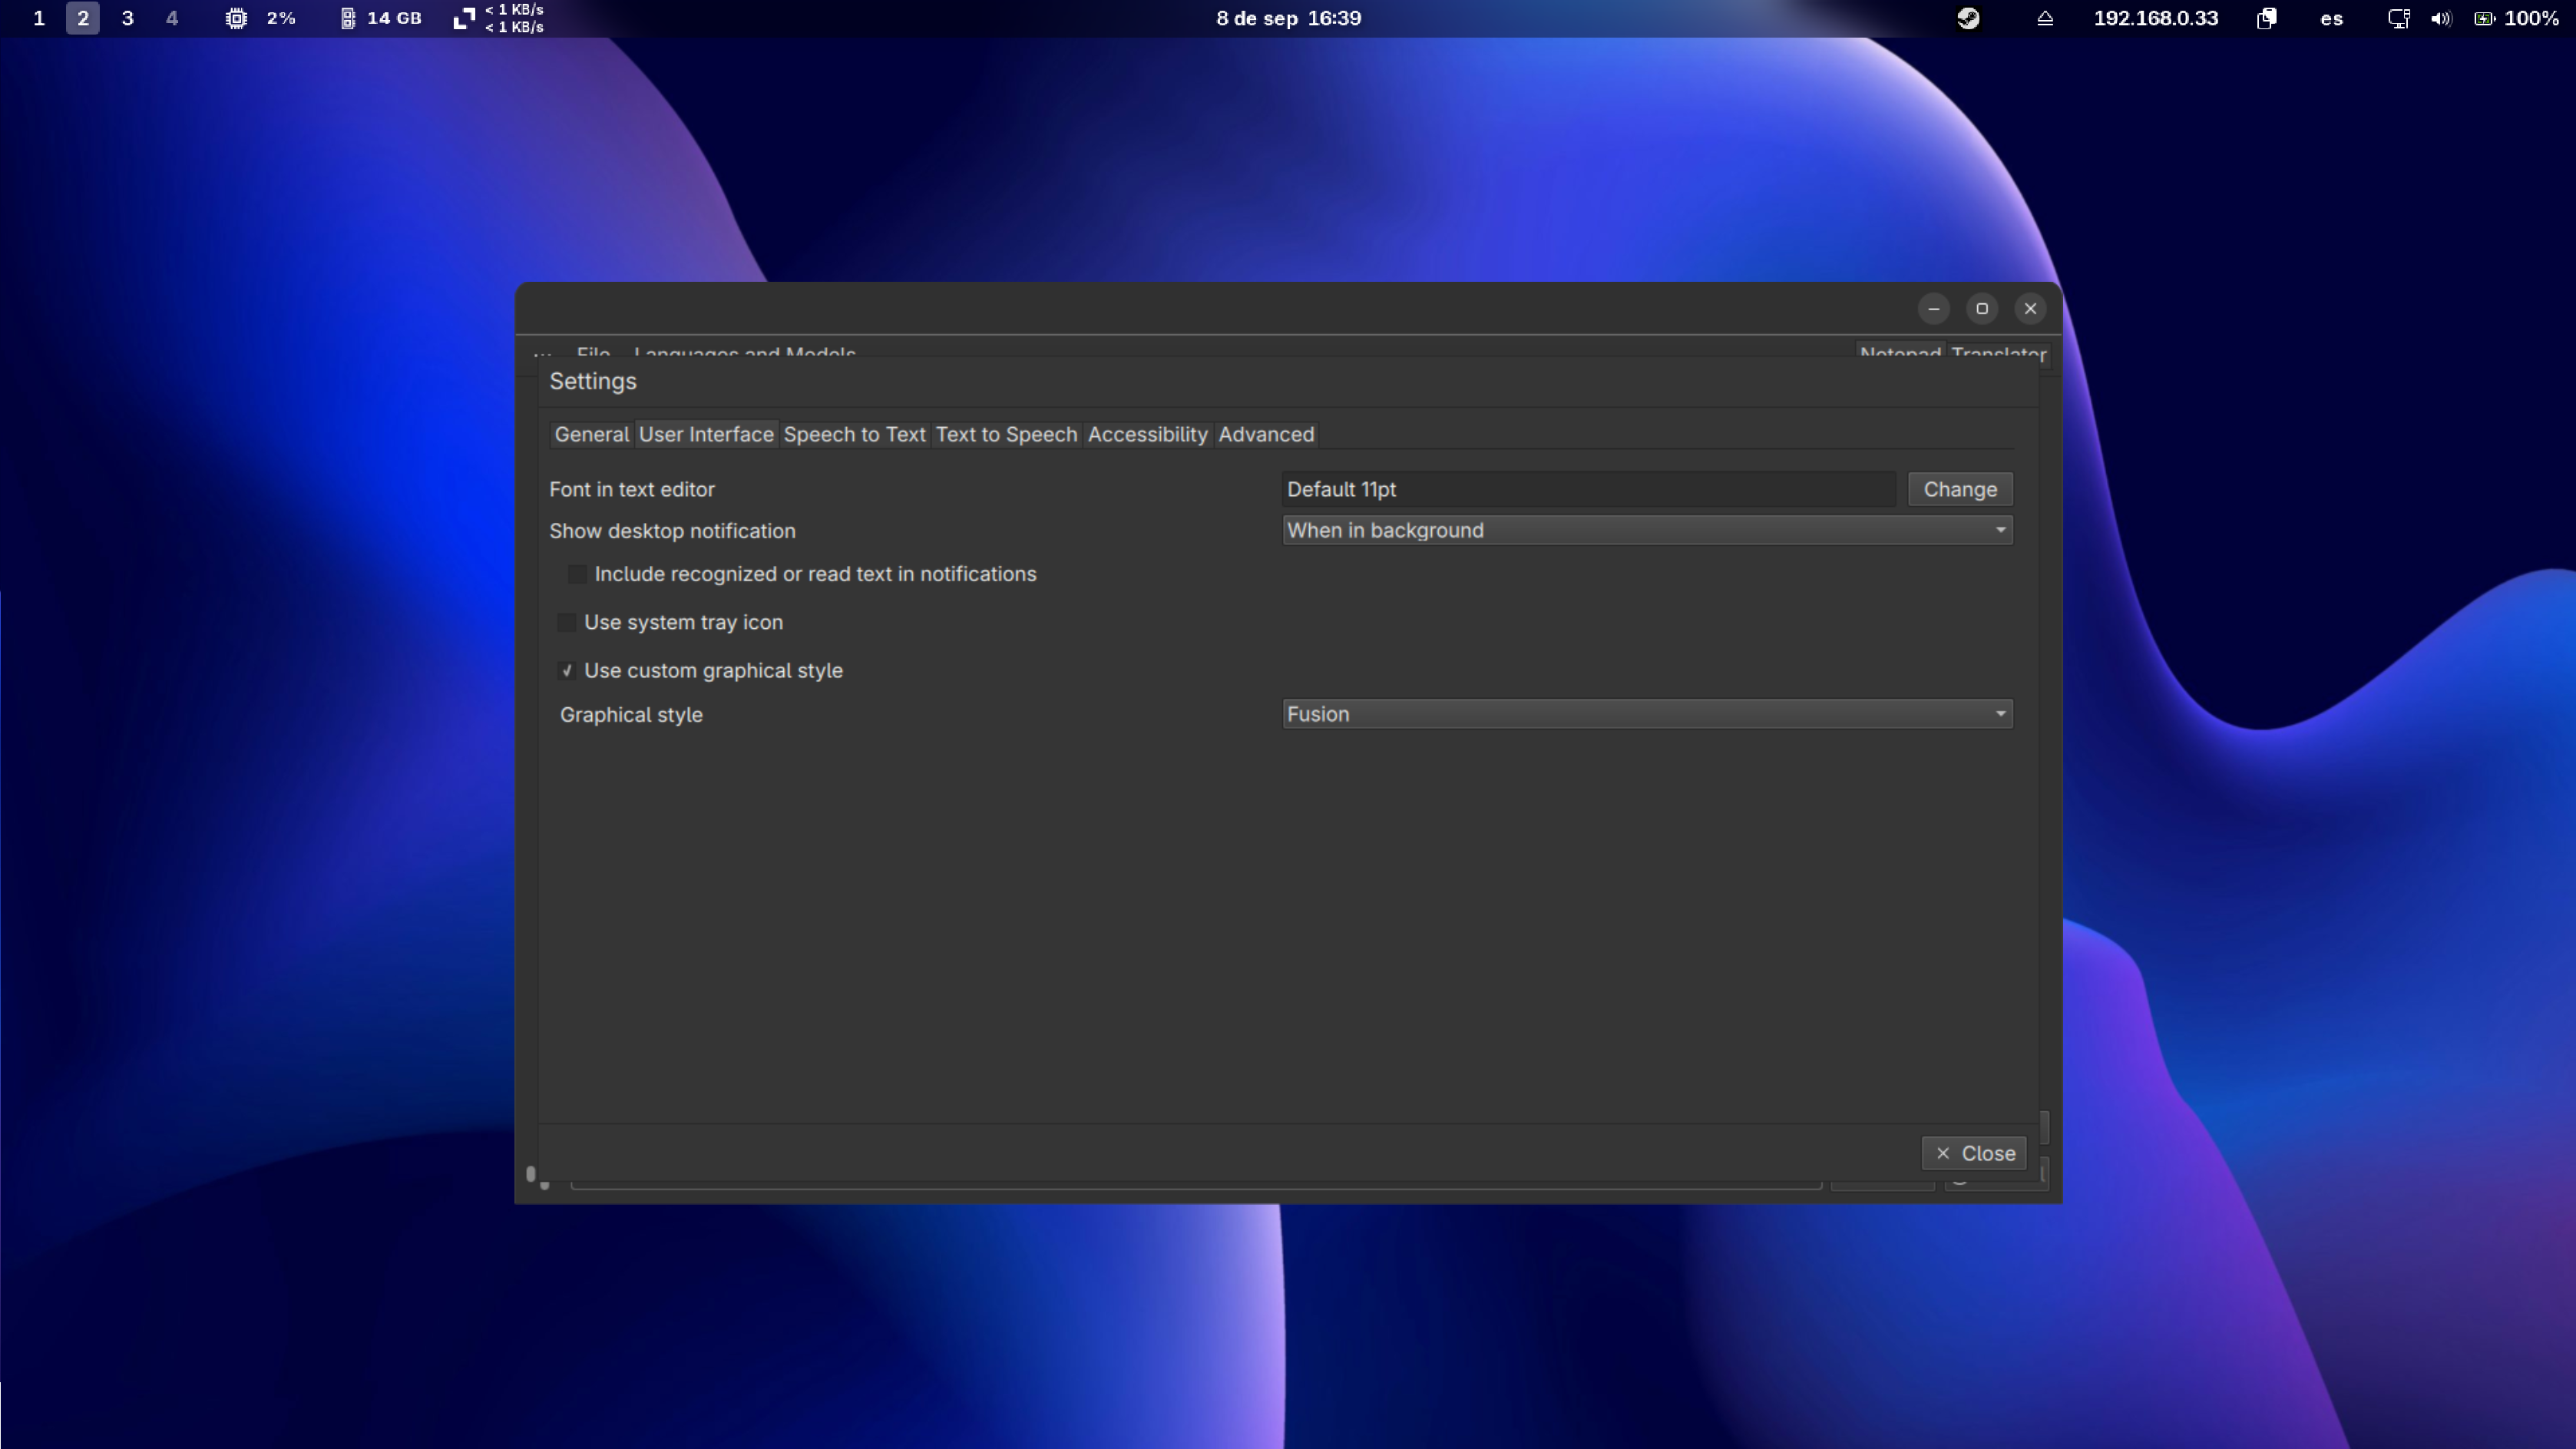 1 2 3 4 2% 14 GB < 1 KB/s
< 1 KB/s
8 de sep 16:39
192.168.0.33 es 100%
File Languages and Models Notepad Translator
Settings
General User Interface Speech to Text Text to Speech Accessibility Advanced
Font in text editor Default 11pt Change
Show desktop notification When in background
Include recognized or read text in notifications
Use system tray icon
Use custom graphical style
Graphical style Fusion
Close